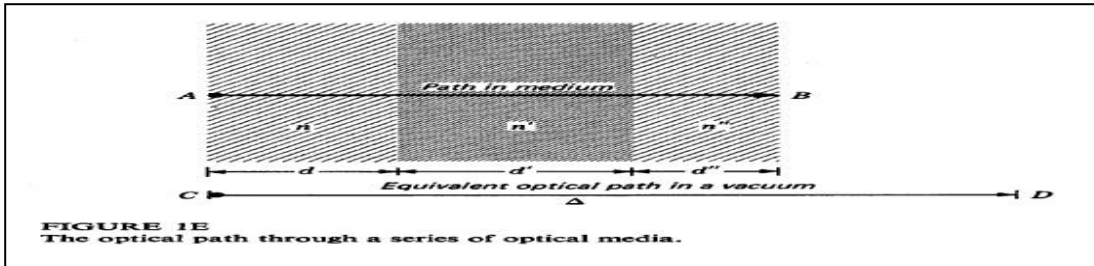 Path in medium
A B
n n' n"
d d' d"
Equivalent optical path in a vacuum
C Δ D
FIGURE 1E
The optical path through a series of optical media.